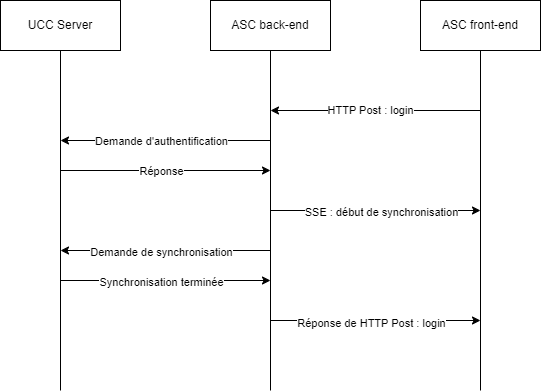 UCC Server
ASC back-end
ASC front-end
HTTP Post : login
Demande d'authentification
Réponse
SSE : début de synchronisation
Demande de synchronisation
Synchronisation terminée
Réponse de HTTP Post : login